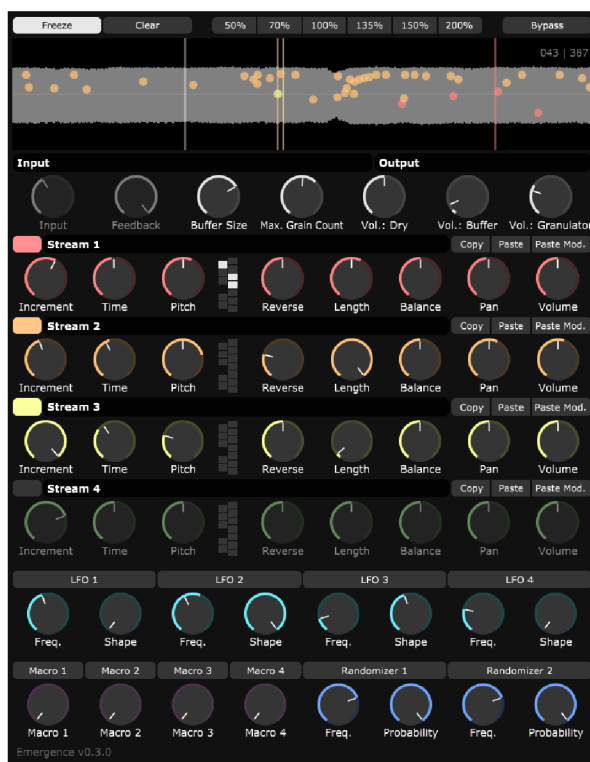 Freeze Clear 50% 70% 100% 135% 150% 200% Bypass
043 | 387
Input Output
Input Feedback Buffer Size Max. Grain Count Vol.: Dry Vol.: Buffer Vol.: Granulator
Stream 1 Copy Paste Paste Mod.
Increment Time Pitch Reverse Length Balance Pan Volume
Stream 2 Copy Paste Paste Mod.
Increment Time Pitch Reverse Length Balance Pan Volume
Stream 3 Copy Paste Paste Mod.
Increment Time Pitch Reverse Length Balance Pan Volume
Stream 4 Copy Paste Paste Mod.
Increment Time Pitch Reverse Length Balance Pan Volume
LFO 1 LFO 2 LFO 3 LFO 4
Freq. Shape Freq. Shape Freq. Shape Freq. Shape
Macro 1 Macro 2 Macro 3 Macro 4 Randomizer 1 Randomizer 2
Macro 1 Macro 2 Macro 3 Macro 4 Freq. Probability Freq. Probability
Emergence v0.3.0